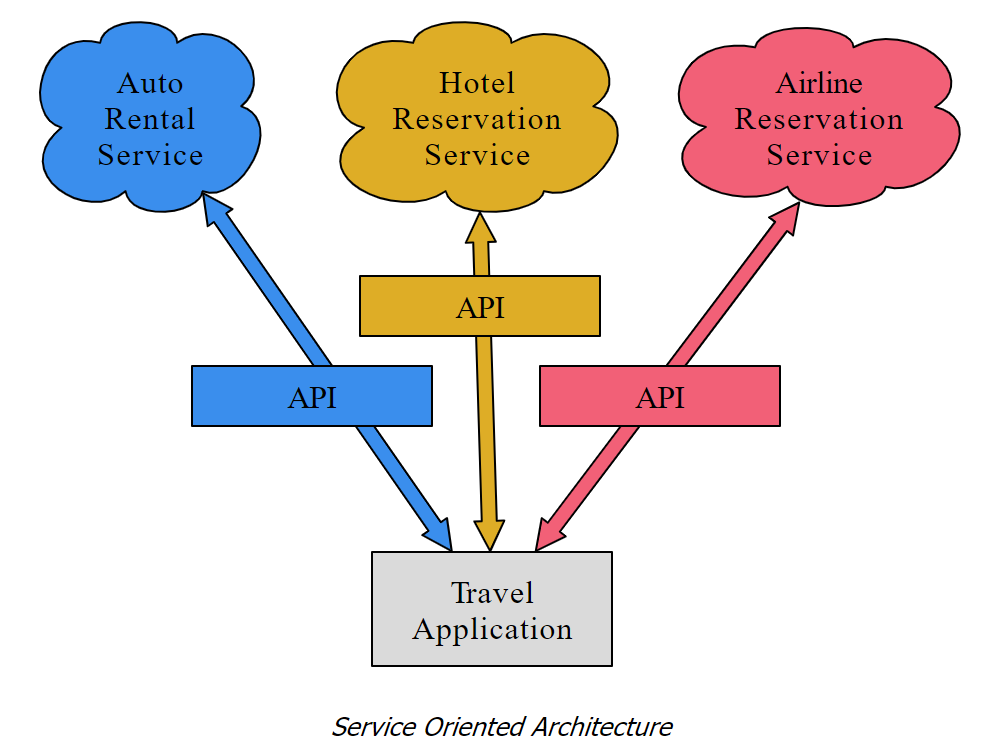 Auto
Rental
Service
Hotel
Reservation
Service
Airline
Reservation
Service
API
API
API
Travel
Application
Service Oriented Architecture